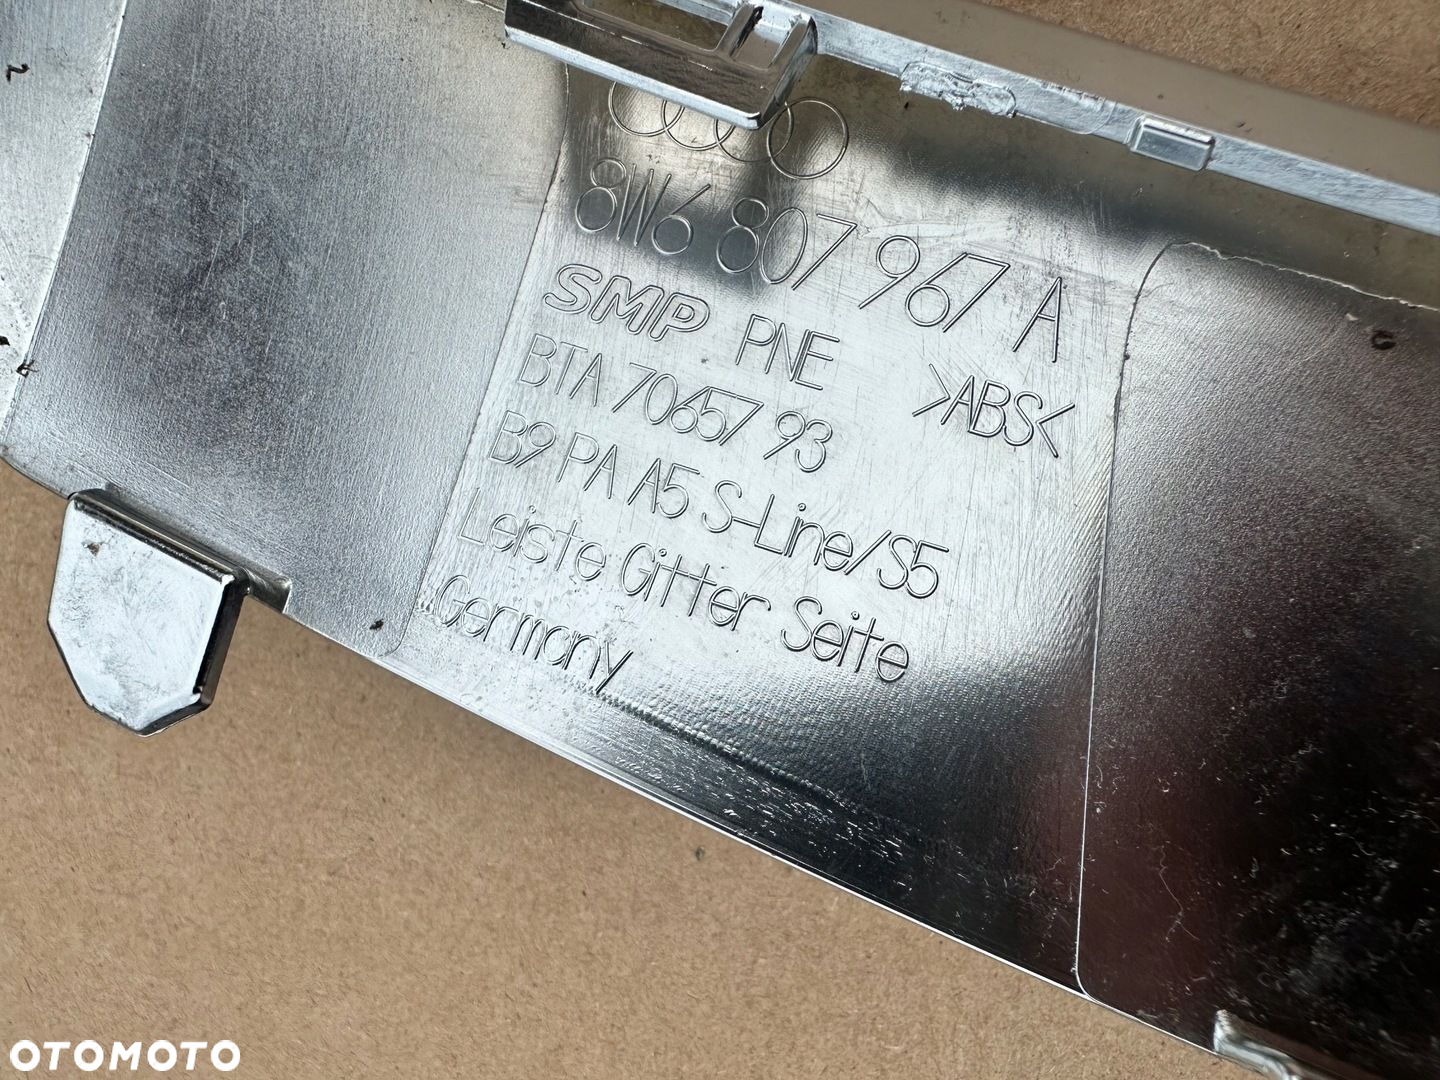 8W6 807 967 A
SMP PNE >ABS<
BTA 70657 93
B9 PA A5 S-Line/S5
Leiste Gitter Seite
Germany
OTOMOTO